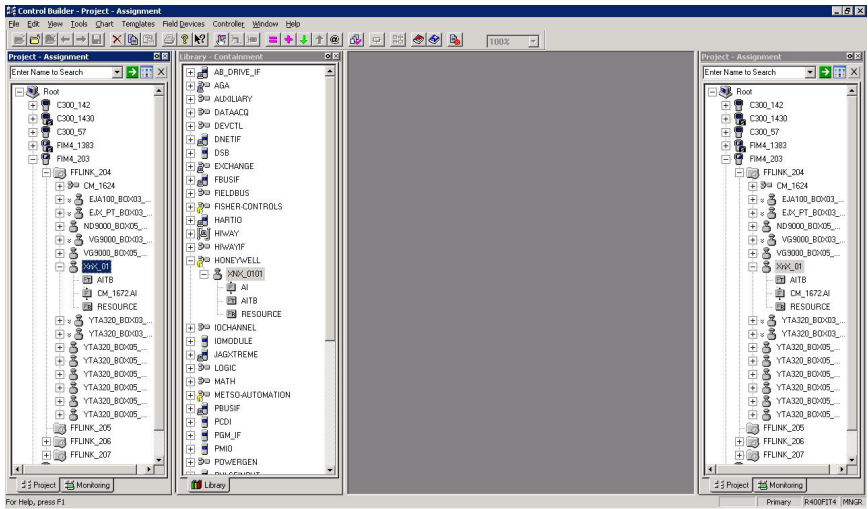 Control Builder - Project - Assignment
File Edit View Tools Chart Templates Field Devices Controller Window Help
100%
Project - Assignment
Enter Name to Search
Root
C300_142
C300_1430
C300_57
FIM4_1383
FIM4_203
FFLINK_204
CM_1624
EJA100_BOX03_...
EJX_PT_BOX03_...
ND9000_BOX05_...
VG9000_BOX03_...
VG9000_BOX05_...
XnX_01
AITB
CM_1672.AI
RESOURCE
YTA320_BOX03_...
YTA320_BOX03_...
YTA320_BOX05_...
YTA320_BOX05_...
YTA320_BOX05_...
YTA320_BOX05_...
YTA320_BOX05_...
YTA320_BOX05_...
FFLINK_205
FFLINK_206
FFLINK_207
Project Monitoring
Library - Containment
AB_DRIVE_IF
AGA
AUXILIARY
DATAACQ
DEVCTL
DNETIF
DSB
EXCHANGE
FBUSIF
FIELDBUS
FISHER-CONTROLS
HARTIO
HIWAY
HIWAYIF
HONEYWELL
XNX_0101
AI
AITB
RESOURCE
IOCHANNEL
IOMODULE
JAGXTREME
LOGIC
MATH
METSO-AUTOMATION
PBUSIF
PCDI
PGM_IF
PMIO
POWERGEN
PULSEINPUT
Library
Project - Assignment
Enter Name to Search
Root
C300_142
C300_1430
C300_57
FIM4_1383
FIM4_203
FFLINK_204
CM_1624
EJA100_BOX03_...
EJX_PT_BOX03_...
ND9000_BOX05_...
VG9000_BOX03_...
VG9000_BOX05_...
XnX_01
AITB
CM_1672.AI
RESOURCE
YTA320_BOX03_...
YTA320_BOX03_...
YTA320_BOX05_...
YTA320_BOX05_...
YTA320_BOX05_...
YTA320_BOX05_...
YTA320_BOX05_...
YTA320_BOX05_...
FFLINK_205
FFLINK_206
FFLINK_207
Project Monitoring
For Help, press F1
Primary R400FIT4 MNGR